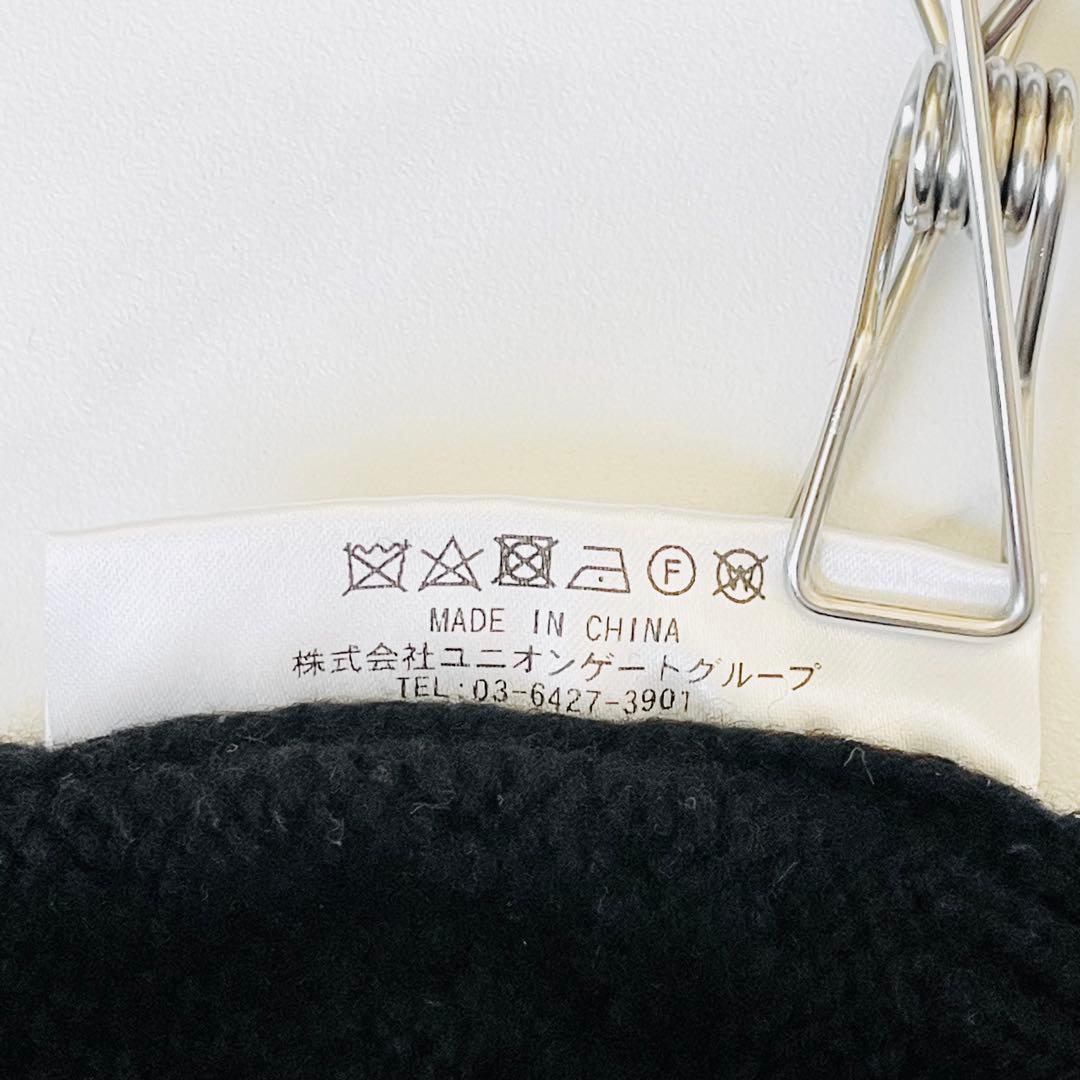 F W
MADE IN CHINA
株式会社ユニオンゲートグループ
TEL:03-6427-3901